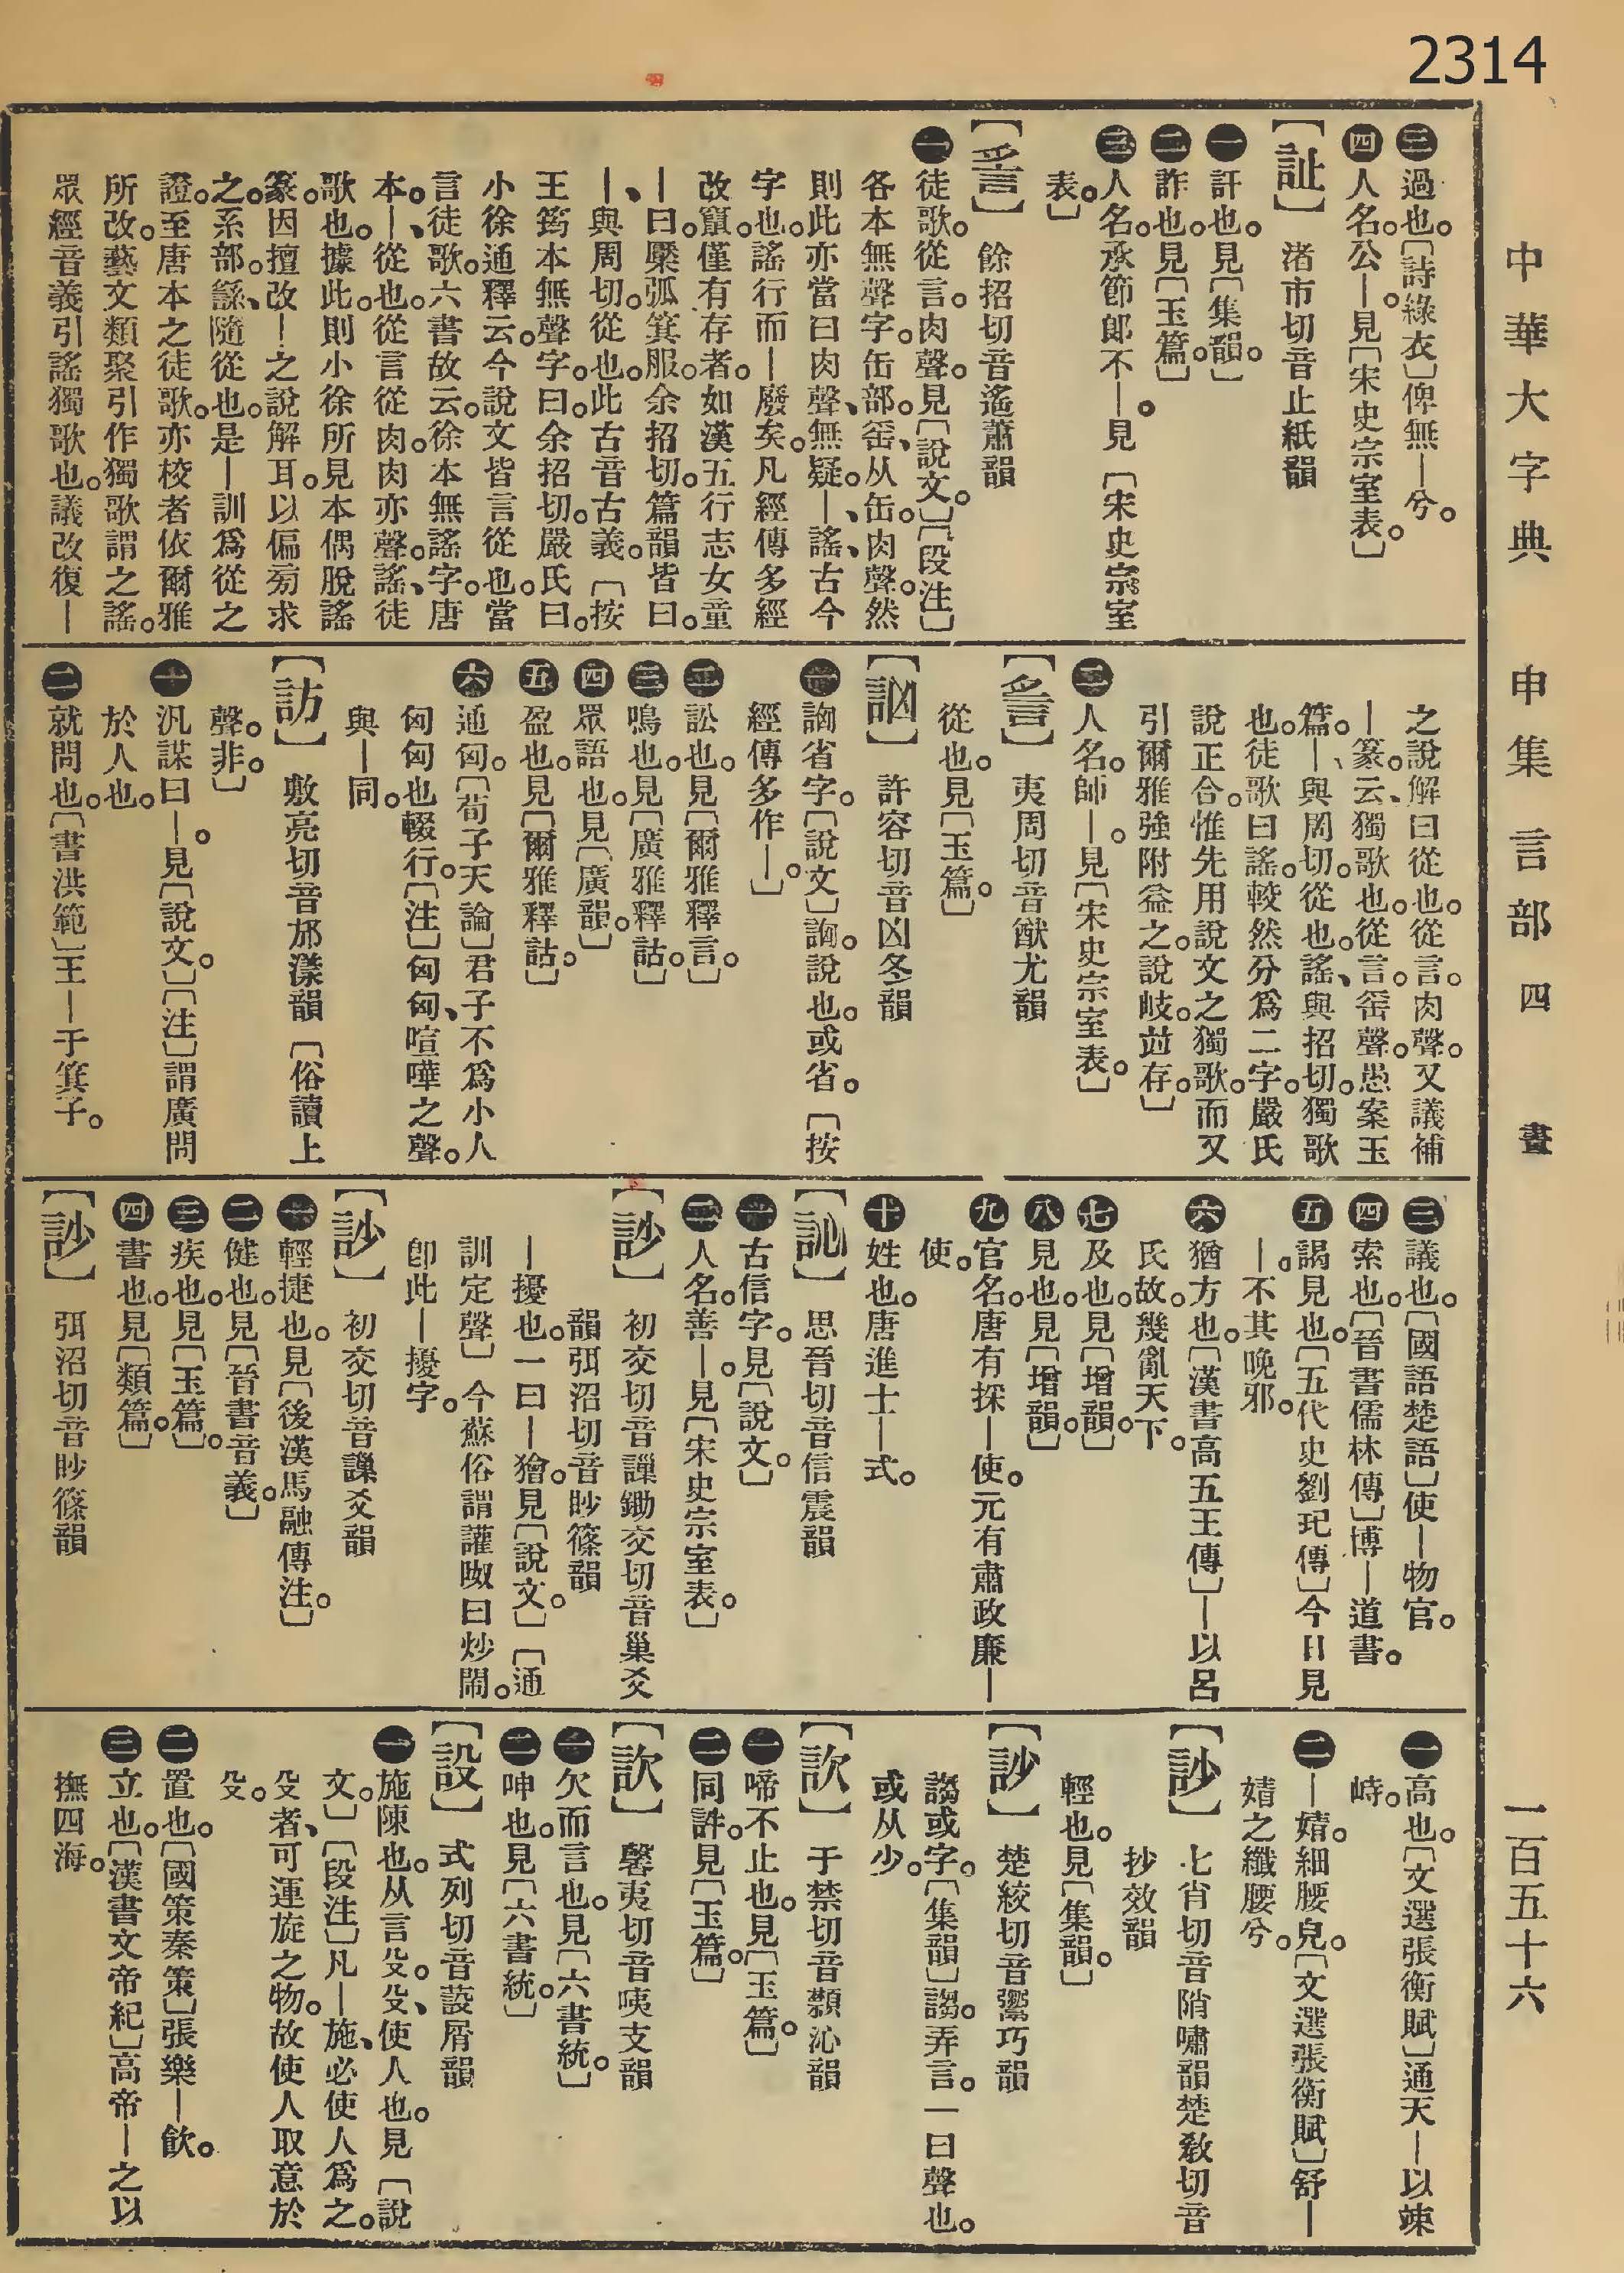 2314
中華大字典　申集　言部　四畫　一百五十六
三過也。〔詩綠衣〕俾無—兮。
四人名。公—。見〔宋史宗室表。〕
〔訨〕渚市切音止紙韻
一訐也。見〔集韻。〕
二詐也。見〔玉篇。〕
三人名。承節郎不—。見〔宋史宗室
表。〕
〔䚻〕餘招切音遙蕭韻
一徒歌。從言。肉聲。見〔說文。〕〔段注〕
各本無聲字。缶部。䍃、从缶。肉聲。然
則此亦當曰肉聲、無疑。—、謠、古今
字也。謠行而—廢矣。凡經傳多經
改竄。僅有存者。如漢五行志女童
—曰。檿弧箕服。余招切。篇韻皆曰。
—、與周切。從也。此古音古義。〔按
王筠本無聲字。曰。余招切。嚴氏曰。
小徐通釋云。今說文皆言從也。當
言徒歌。六書故云。徐本無謠字。唐
本。—、從也。從言從肉。肉亦聲。謠、徒
歌也。據此。則小徐所見本偶脫謠
篆。因擅改—之說解耳。以偏旁求
之。系部。繇、隨從也。是—訓爲從之
證。至唐本之徒歌。亦校者依爾雅
所改。藝文類聚引作獨歌謂之謠。
眾經音義引謠獨歌也。議改復—
之說解曰從也。從言。肉聲。又議補
—篆。云、獨歌也。從言。䍃聲。愚案玉
篇。—、與周切。從也。謠、與招切。獨歌
也。徒歌曰謠。較然分爲二字。嚴氏
說正合。惟先用說文之獨歌。而又
引爾雅強附益之。說岐。竝存。〕
二人名。師—。見〔宋史宗室表。〕
〔䚻〕夷周切音猷尤韻
從也。見〔玉篇。〕
〔訩〕許容切音凶冬韻
一詾省字。〔說文〕詾。說也。或省。〔按
經傳多作—。〕
二訟也。見〔爾雅釋言。〕
三鳴也。見〔廣雅釋詁。〕
四眾語也。見〔廣韻。〕
五盈也。見〔爾雅釋詁。〕
六通匈。〔荀子天論〕君子不爲小人
匈匈也輟行。〔注〕匈匈、喧嘩之聲。
與—同。
〔訪〕敷亮切音邡漾韻〔俗讀上
聲。非。〕
一汎謀曰—。見〔說文。〕〔注〕謂廣問
於人也。
二就問也。〔書洪範〕王—于箕子。
三議也。〔國語楚語〕使—物官。
四索也。〔晉書儒林傳〕博—道書。
五謁見也。〔五代史劉玘傳〕今日見
—。不其晚邪。
六猶方也。〔漢書高五王傳〕—以呂
氏故。幾亂天下。
七及也。見〔增韻。〕
八見也。見〔增韻。〕
九官名。唐有採—使。元有肅政廉—
使。
十姓也。唐進士—式。
〔訫〕思晉切音信震韻
一古信字。見〔說文。〕
二人名。善—。見〔宋史宗室表。〕
〔訬〕初交切音讓鋤交切音巢爻
韻弭沼切音眇篠韻
—擾也。一曰—獪。見〔說文。〕〔通
訓定聲〕今蘇俗謂讙呶曰炒鬧。
卽此—擾字。
〔訬〕初交切音讓爻韻
一輕捷也。見〔後漢馬融傳注。〕
二健也。見〔晉書音義。〕
三疾也。見〔玉篇。〕
四書也。見〔類篇。〕
〔訬〕弭沼切音眇篠韻
一高也。〔文選張衡賦〕通天—以竦
峙。
二—婧。細腰皃。〔文選張衡賦〕舒—
婧之纖腰兮。
〔訬〕七肖切音陗嘯韻楚敎切音
抄效韻
輕也。見〔集韻。〕
〔訬〕楚絞切音鬻巧韻
謅或字。〔集韻〕謅。弄言。一曰聲也。
或从少。
〔訡〕于禁切音顜沁韻
一啼不止也。見〔玉篇。〕
二同許。見〔玉篇。〕
〔訡〕馨夷切音咦支韻
一欠而言也。見〔六書統。〕
二呻也。見〔六書統。〕
〔設〕式列切音蔎屑韻
一施陳也。从言。殳。殳、使人也。見〔說
文。〕〔段注〕凡—施、必使人爲之。
殳者、可運旋之物。故使人取意於
殳。
二置也。〔國策秦策〕張樂—飮。
三立也。〔漢書文帝紀〕高帝—之以
撫四海。